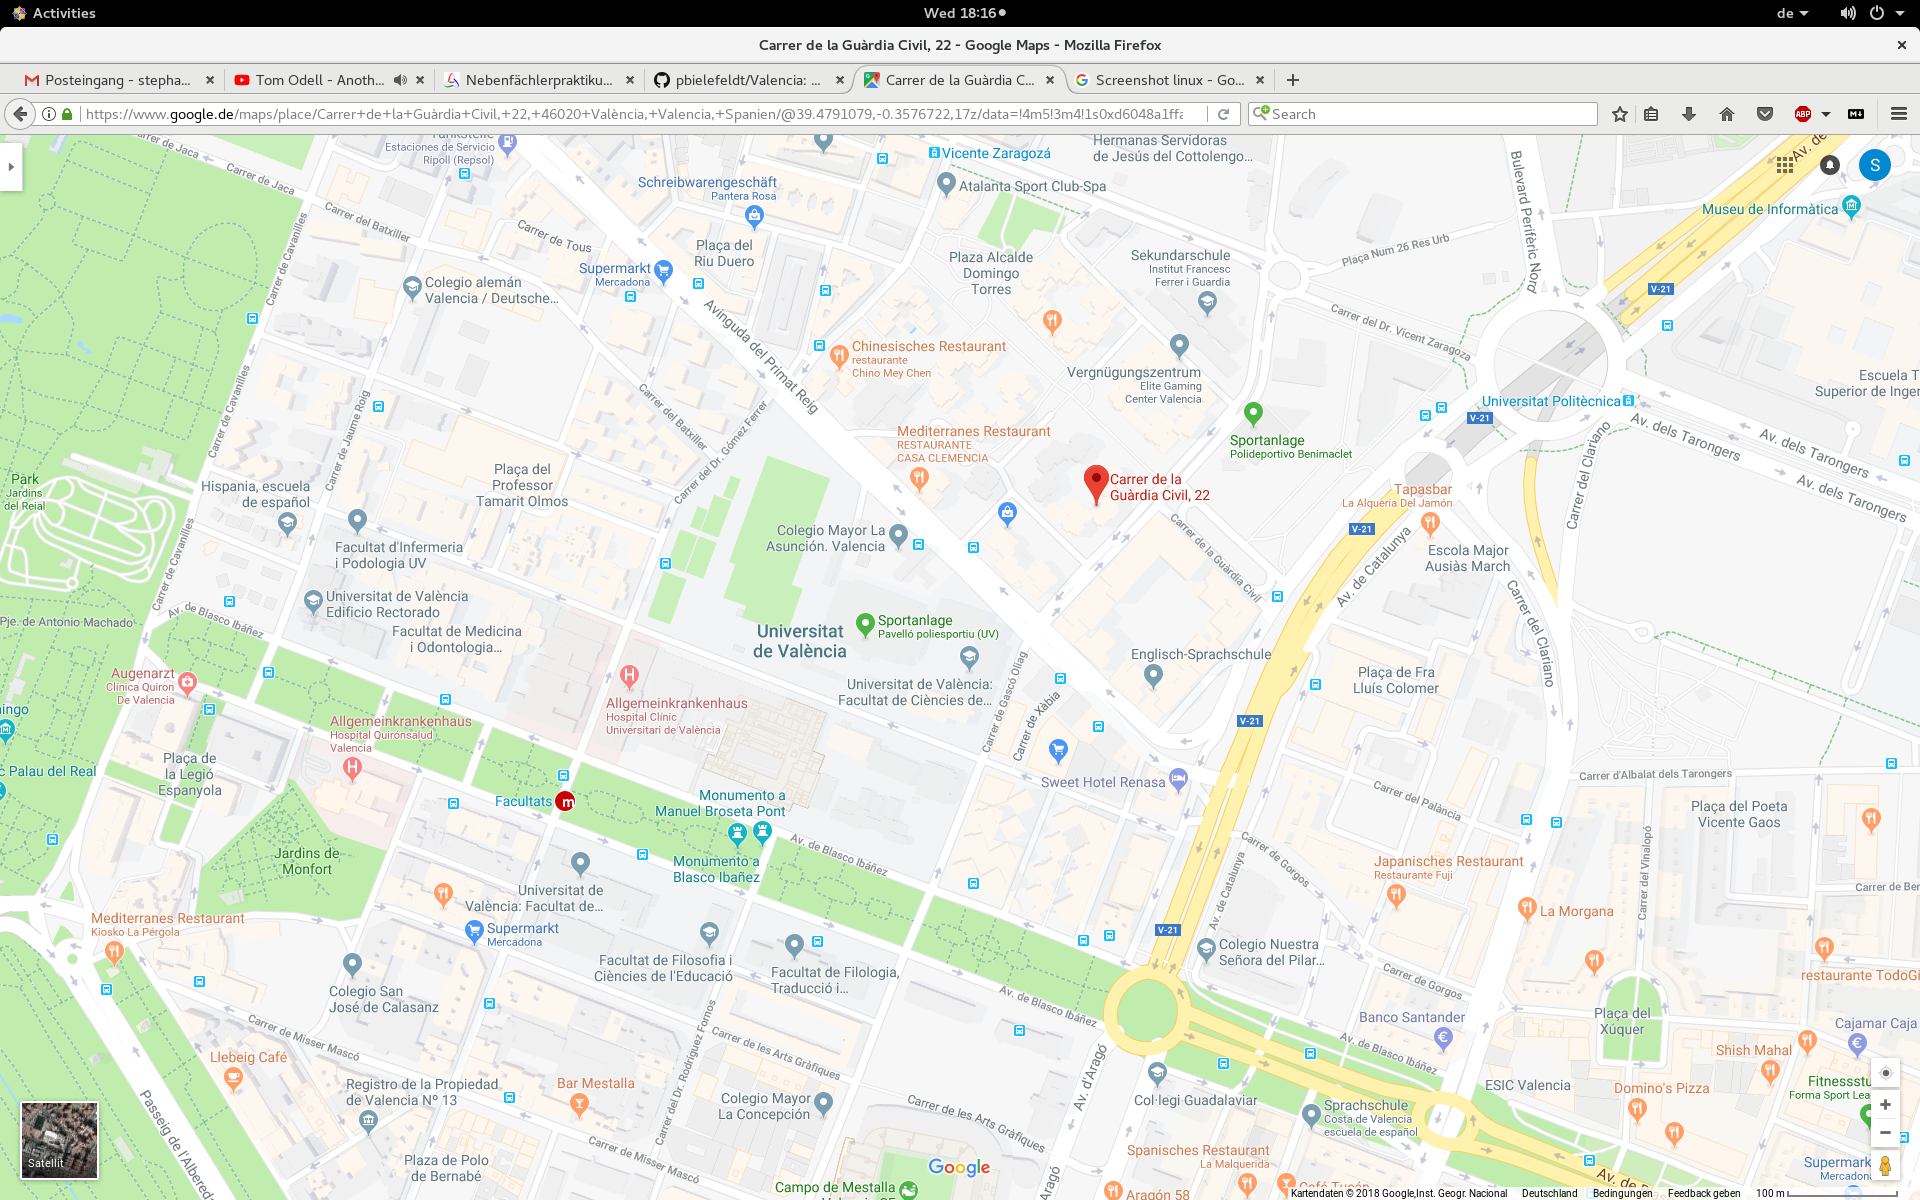 Activities
Wed 18:16
de
Carrer de la Guàrdia Civil, 22 - Google Maps - Mozilla Firefox
Posteingang - stepha...
Tom Odell - Anoth...
Nebenfächlerpraktiku...
pbielefeldt/Valencia: ...
Carrer de la Guàrdia C...
Screenshot linux - Go...
https://www.google.de/maps/place/Carrer+de+la+Guàrdia+Civil,+22,+46020+València,+Valencia,+Spanien/@39.4791079,-0.3576722,17z/data=!4m5!3m4!1s0xd6048a1ffa
Search
ABP
S
Carrer de Jaca
Carrer de Jaca
Estaciones de Servicio
Ripoll (Repsol)
Vicente Zaragozá
Hermanas Servidoras
de Jesús del Cottolengo...
Schreibwarengeschäft
Pantera Rosa
Atalanta Sport Club-Spa
Bulevard Perifèric Nord
Av. de
Museu de Informàtica
Carrer del Batxiller
Carrer de Tous
Carrer de Cavanilles
Plaça del
Riu Duero
Plaza Alcalde
Domingo
Torres
Sekundarschule
Institut Francesc
Ferrer i Guardia
Plaça Num 26 Res Urb
Supermarkt
Mercadona
Colegio alemán
Valencia / Deutsche...
V-21
Avinguda del Primat Reig
Carrer del Dr. Vicent Zaragoza
Chinesisches Restaurant
restaurante
Chino Mey Chen
Vergnügungszentrum
Elite Gaming
Center Valencia
Escuela T
Superior de Ingen
Carrer de Cavanilles
Carrer de Jaume Roig
Carrer del Batxiller
Carrer del Dr. Gómez Ferrer
Universitat Politècnica
V-21
Av. dels Tarongers
Av. dels Tarongers
Av. dels Tarongers
Mediterranes Restaurant
RESTAURANTE
CASA CLEMENCIA
Sportanlage
Polideportivo Benimaclet
Carrer del Clariano
Park
Jardins
del Reial
Plaça del
Professor
Tamarit Olmos
Hispania, escuela
de español
Carrer de la
Guàrdia Civil, 22
Tapasbar
La Alquería Del Jamón
Colegio Mayor La
Asunción. Valencia
Carrer de la Guàrdia Civil
V-21
Av. de Catalunya
Escola Major
Ausiàs March
Facultat d'Infermeria
i Podologia UV
Carrer de Cavanilles
Universitat de València
Edificio Rectorado
Pje. de Antonio Machado
Av. de Blasco Ibáñez
Facultat de Medicina
i Odontologia...
Universitat
de València
Sportanlage
Pavelló poliesportiu (UV)
Carrer del Clariano
Englisch-Sprachschule
Plaça de Fra
Lluís Colomer
Augenarzt
Clinica Quiron
De Valencia
Universitat de València:
Facultat de Ciències de...
Carrer de Gascó Oliag
Carrer de Xàbia
Allgemeinkrankenhaus
Hospital Clínic
Universitari de València
Allgemeinkrankenhaus
Hospital Quirónsalud
Valencia
V-21
ingo
c Palau del Real
Plaça de
la Legió
Espanyola
Sweet Hotel Renasa
Carrer d'Albalat dels Tarongers
Carrer del Palància
Plaça del Poeta
Vicente Gaos
Facultats
m
Monumento a
Manuel Broseta Pont
Monumento a
Blasco Ibañez
Av. de Blasco Ibáñez
Jardins de
Monfort
Carrer de Gorgos
Av. de Catalunya
Japanisches Restaurant
Restaurante Fuji
Carrer del Vinalopó
Carrer de Ber
Universitat de
València: Facultat de...
La Morgana
Mediterranes Restaurant
Kiosko La Pérgola
Supermarkt
Mercadona
V-21
Colegio Nuestra
Señora del Pilar...
Facultat de Filosofia i
Ciències de l'Educació
Facultat de Filologia,
Traducció i...
restaurante TodoGi
Carrer de Gorgos
Colegio San
José de Calasanz
Av. de Blasco Ibáñez
Plaça del
Xúquer
Banco Santander
Cajamar Caja
Carrer de Misser Mascó
Carrer de les Arts Gràfiques
Carrer del Dr. Rodríguez Fornos
Av. de Blasco Ibáñez
Shish Mahal
Llebeig Café
Registro de la Propiedad
de Valencia Nº 13
Bar Mestalla
Av. d'Aragó
ESIC Valencia
Domino's Pizza
Fitnesstu
Forma Sport Lea
Passeig de l'Albereda
Colegio Mayor
La Concepción
Carrer de les Arts Gràfiques
Col·legi Guadalaviar
Sprachschule
Costa de Valencia
escuela de español
Satellit
Plaza de Polo
de Bernabé
Carrer de Misser Mascó
Google
Spanisches Restaurant
La Malquerida
Supermark
Mercado
Campo de Mestalla
Aragó
Aragón 58
Café Tucán
Av. de
Kartendaten © 2018 Google,Inst. Geogr. Nacional
Deutschland
Bedingungen
Feedback geben
100 m